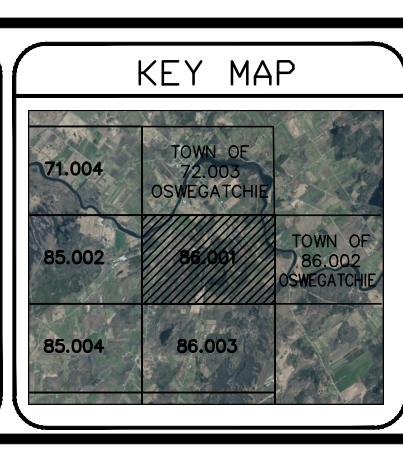 KEY MAP
71.004
TOWN OF
72.003
OSWEGATCHIE
85.002
86.001
TOWN OF
86.002
OSWEGATCHIE
85.004
86.003